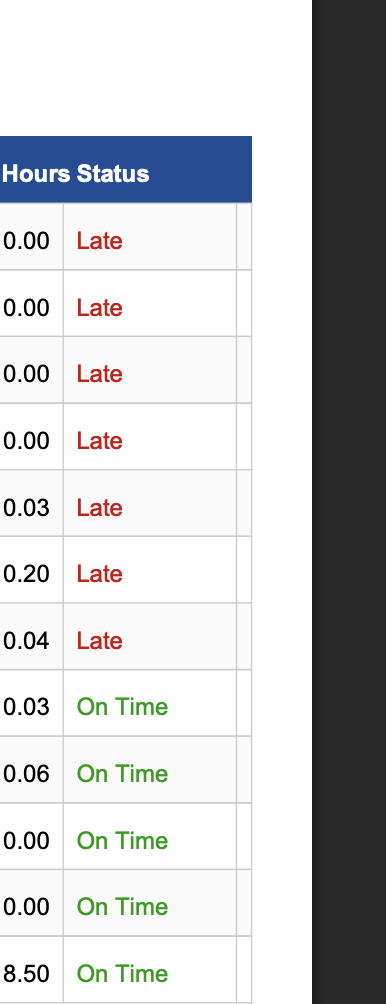 Hours Status
0.00 Late
0.00 Late
0.00 Late
0.00 Late
0.03 Late
0.20 Late
0.04 Late
0.03 On Time
0.06 On Time
0.00 On Time
0.00 On Time
8.50 On Time